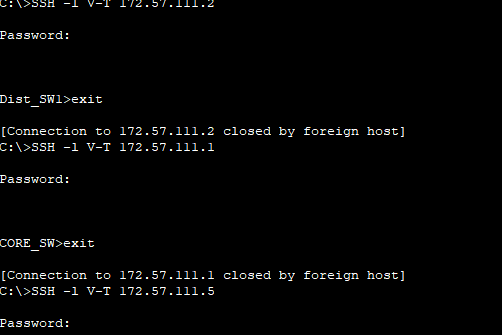 C:\>SSH -l V-T 172.57.111.2
Password:
Dist_SW1>exit
[Connection to 172.57.111.2 closed by foreign host]
C:\>SSH -l V-T 172.57.111.1
Password:
CORE_SW>exit
[Connection to 172.57.111.1 closed by foreign host]
C:\>SSH -l V-T 172.57.111.5
Password: